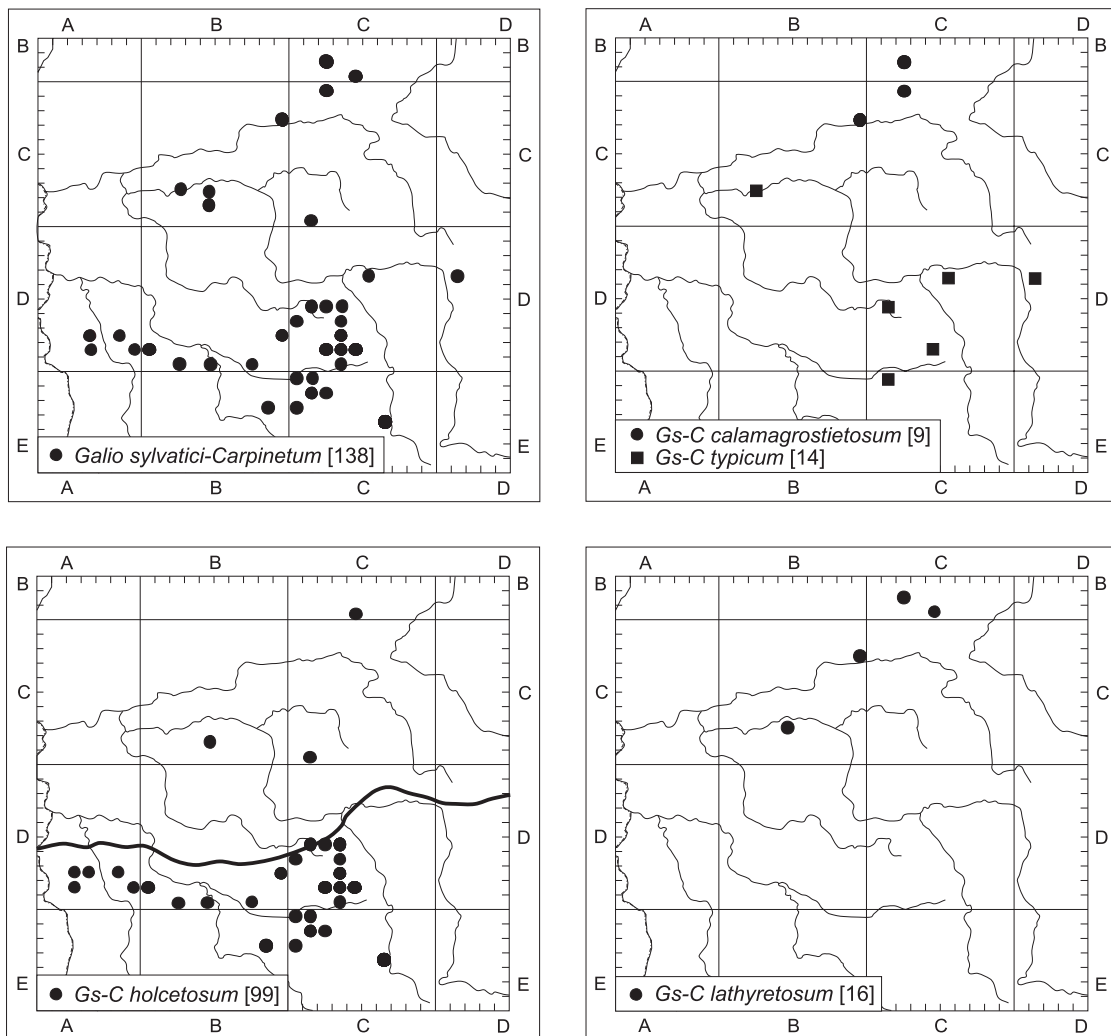 A B C D
B B
C C
D D
E E
● Galio sylvatici-Carpinetum [138]
A B C D
A B C D
B B
C C
D D
E E
● Gs-C calamagrostietosum [9]
■ Gs-C typicum [14]
A B C D
A B C D
B B
C C
D D
E E
● Gs-C holcetosum [99]
A B C D
A B C D
B B
C C
D D
E E
● Gs-C lathyretosum [16]
A B C D